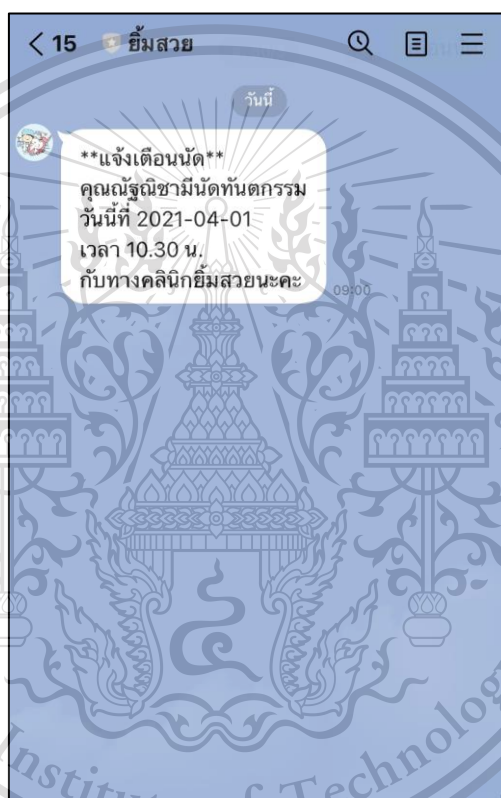 15 ยิ้มสวย
วันนี้
**แจ้งเตือนนัด**
คุณณัฐณิชามีนัดทันตกรรม
วันนี้ที่ 2021-04-01
เวลา 10.30 น.
กับทางคลินิกยิ้มสวยนะคะ
09:00
Institute of Technolo